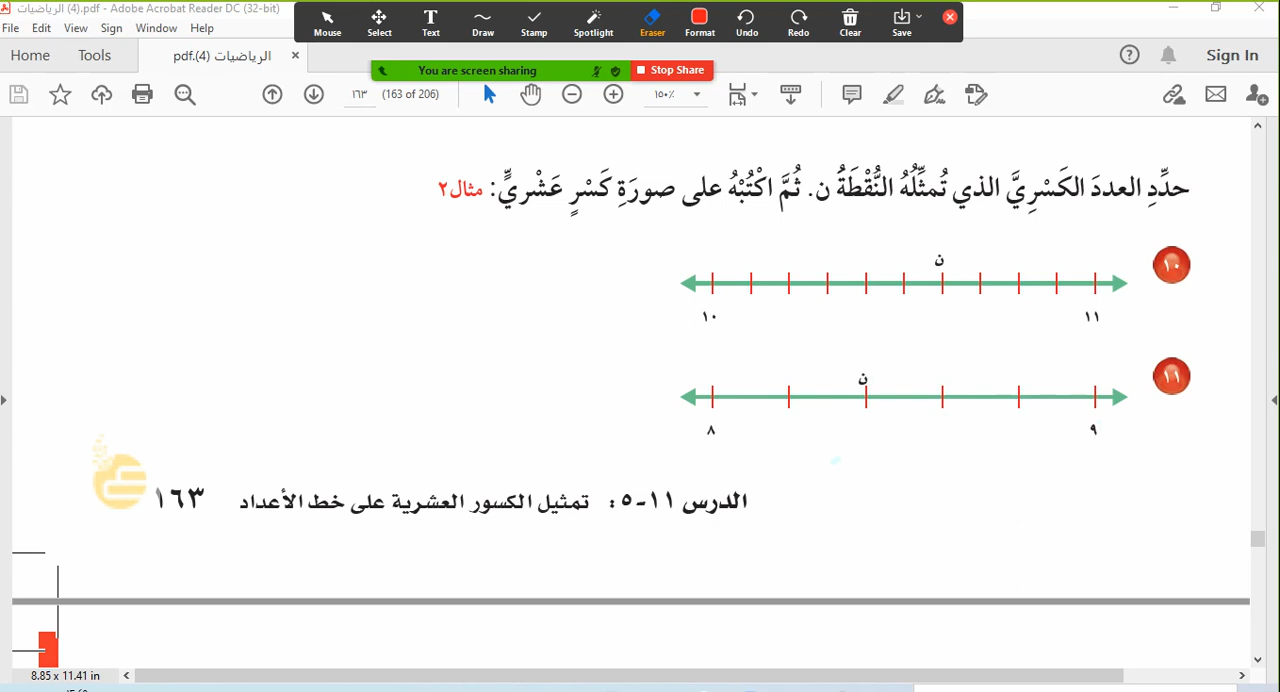 الرياضيات (4).pdf - Adobe Acrobat Reader DC (32-bit)
File Edit View Sign Window Help
Mouse Select Text Draw Stamp Spotlight Eraser Format Undo Redo Clear Save
You are screen sharing Stop Share
Home Tools الرياضيات (4).pdf × Sign In
١٦٣ (163 of 206) ١٥٠٪
حدِّدِ العددَ الكَسْرِيَّ الذي تُمثِّلُهُ النُّقْطَةُ ن. ثُمَّ اكْتُبْهُ على صورَةِ كَسْرٍ عَشْريٍّ: مثال٢
١٠
ن
١٠ ١١
١١
ن
٨ ٩
الدرس ١١-٥: تمثيل الكسور العشرية على خط الأعداد ١٦٣
8.85 x 11.41 in